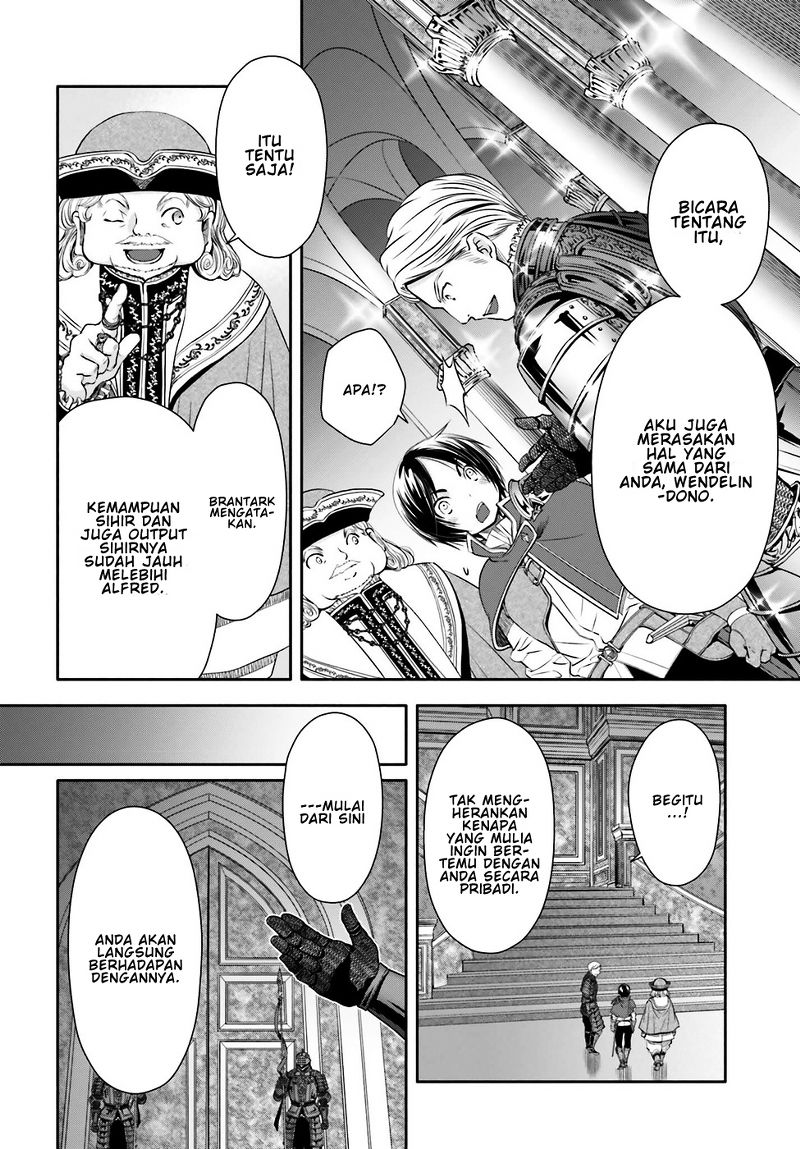 BICARA
TENTANG
ITU,
AKU JUGA
MERASAKAN
HAL YANG
SAMA DARI
ANDA, WENDELIN
-DONO.
APA!?
ITU
TENTU
SAJA!
BRANTARK
MENGATA-
KAN.
KEMAMPUAN
SIHIR DAN
JUGA OUTPUT
SIHIRNYA
SUDAH JAUH
MELEBIHI
ALFRED.
BEGITU
...!
TAK MENG-
HERANKAN
KENAPA
YANG MULIA
INGIN BER-
TEMU DENGAN
ANDA SECARA
PRIBADI.
---MULAI
DARI SINI
ANDA AKAN
LANGSUNG
BERHADAPAN
DENGANNYA.